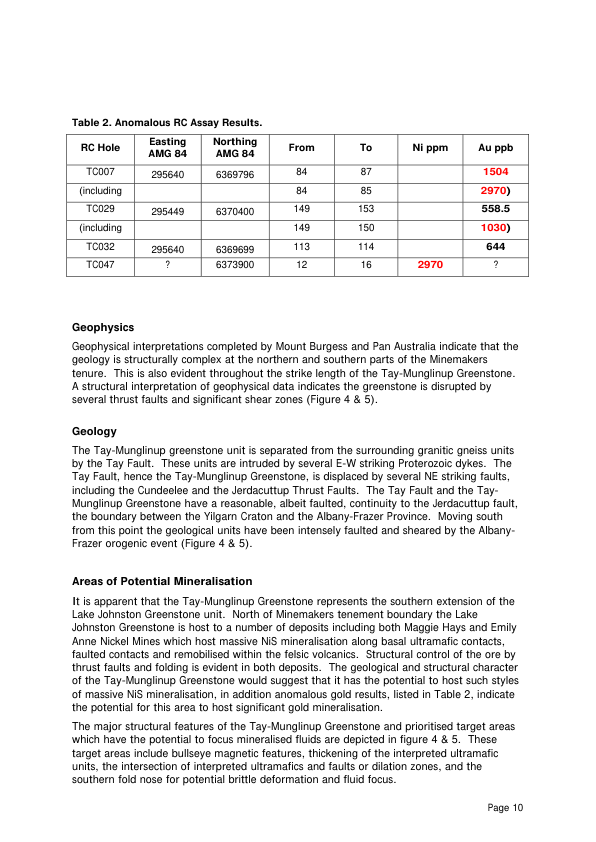 Table 2. Anomalous RC Assay Results.
RC Hole Easting AMG 84 Northing AMG 84 From To Ni ppm Au ppb
TC007 295640 6369796 84 87 1504
(including 84 85 2970)
TC029 295449 6370400 149 153 558.5
(including 149 150 1030)
TC032 295640 6369699 113 114 644
TC047 ? 6373900 12 16 2970 ?
Geophysics
Geophysical interpretations completed by Mount Burgess and Pan Australia indicate that the
geology is structurally complex at the northern and southern parts of the Minemakers
tenure. This is also evident throughout the strike length of the Tay-Munglinup Greenstone.
A structural interpretation of geophysical data indicates the greenstone is disrupted by
several thrust faults and significant shear zones (Figure 4 & 5).
Geology
The Tay-Munglinup greenstone unit is separated from the surrounding granitic gneiss units
by the Tay Fault. These units are intruded by several E-W striking Proterozoic dykes. The
Tay Fault, hence the Tay-Munglinup Greenstone, is displaced by several NE striking faults,
including the Cundeelee and the Jerdacuttup Thrust Faults. The Tay Fault and the Tay-
Munglinup Greenstone have a reasonable, albeit faulted, continuity to the Jerdacuttup fault,
the boundary between the Yilgarn Craton and the Albany-Frazer Province. Moving south
from this point the geological units have been intensely faulted and sheared by the Albany-
Frazer orogenic event (Figure 4 & 5).
Areas of Potential Mineralisation
It is apparent that the Tay-Munglinup Greenstone represents the southern extension of the
Lake Johnston Greenstone unit. North of Minemakers tenement boundary the Lake
Johnston Greenstone is host to a number of deposits including both Maggie Hays and Emily
Anne Nickel Mines which host massive NiS mineralisation along basal ultramafic contacts,
faulted contacts and remobilised within the felsic volcanics. Structural control of the ore by
thrust faults and folding is evident in both deposits. The geological and structural character
of the Tay-Munglinup Greenstone would suggest that it has the potential to host such styles
of massive NiS mineralisation, in addition anomalous gold results, listed in Table 2, indicate
the potential for this area to host significant gold mineralisation.
The major structural features of the Tay-Munglinup Greenstone and prioritised target areas
which have the potential to focus mineralised fluids are depicted in figure 4 & 5. These
target areas include bullseye magnetic features, thickening of the interpreted ultramafic
units, the intersection of interpreted ultramafics and faults or dilation zones, and the
southern fold nose for potential brittle deformation and fluid focus.
Page 10